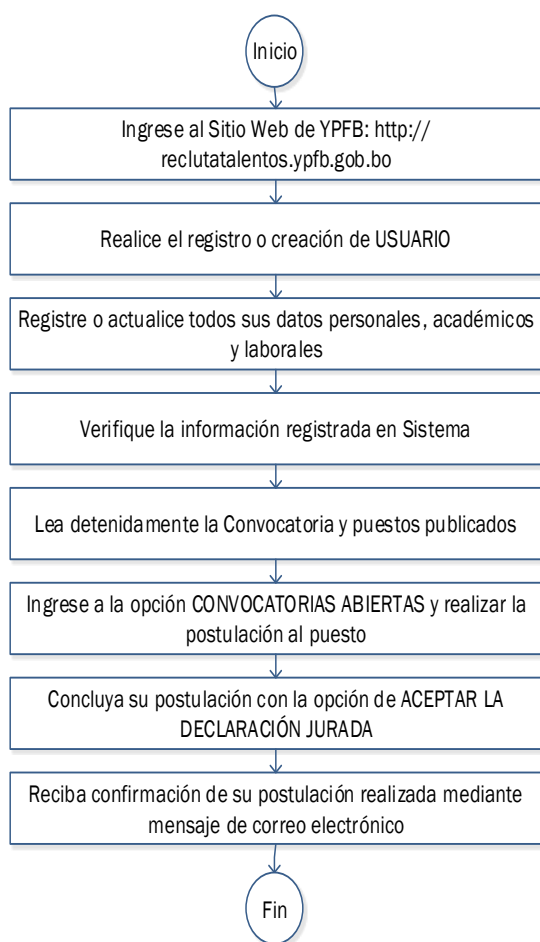 Inicio
Ingrese al Sitio Web de YPFB: http://
reclutatalentos.ypfb.gob.bo
Realice el registro o creación de USUARIO
Registre o actualice todos sus datos personales, académicos
y laborales
Verifique la información registrada en Sistema
Lea detenidamente la Convocatoria y puestos publicados
Ingrese a la opción CONVOCATORIAS ABIERTAS y realizar la
postulación al puesto
Concluya su postulación con la opción de ACEPTAR LA
DECLARACIÓN JURADA
Reciba confirmación de su postulación realizada mediante
mensaje de correo electrónico
Fin